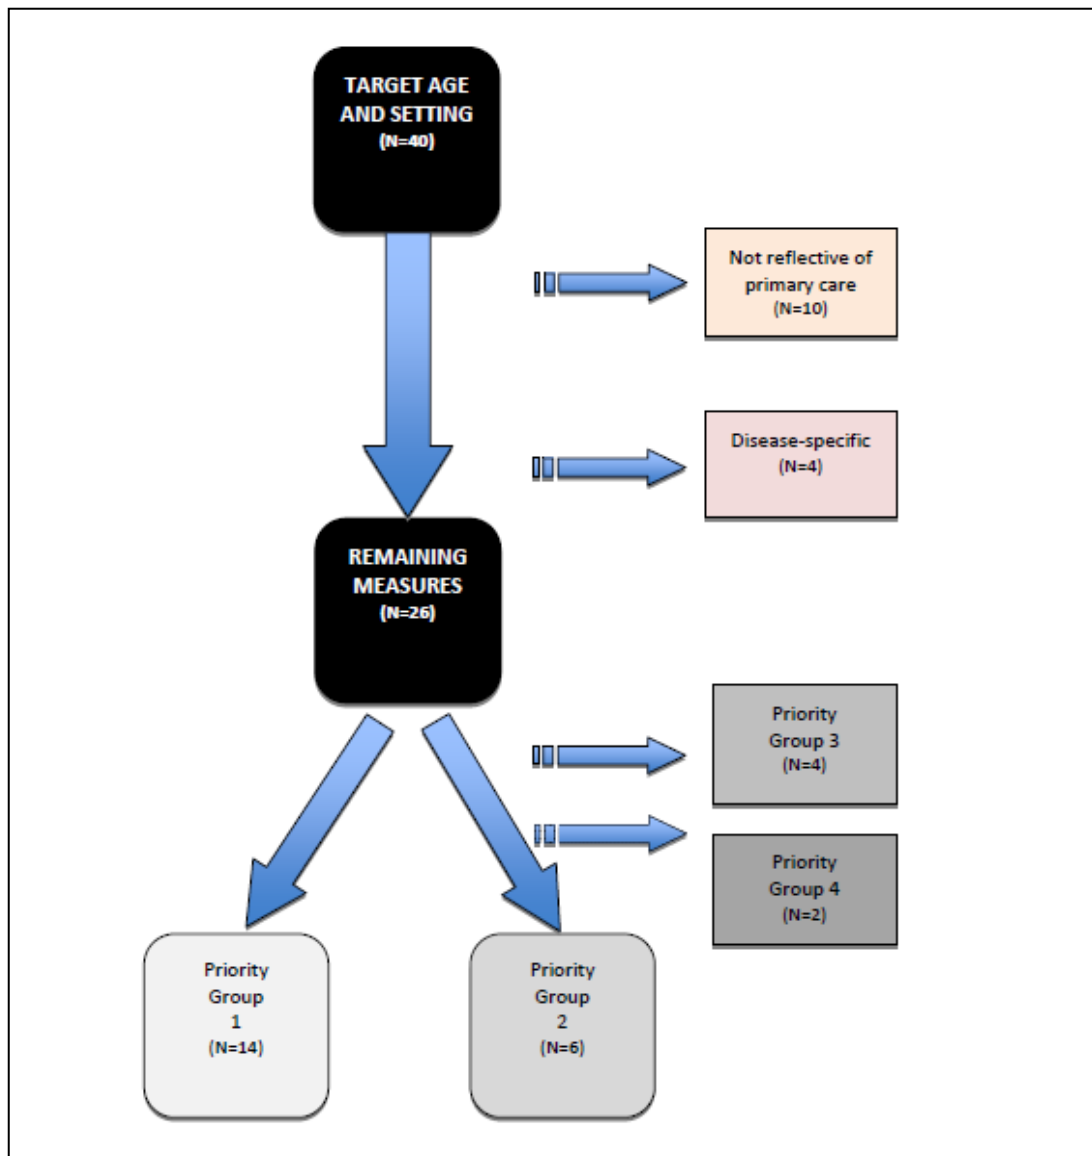 TARGET AGE
AND SETTING
(N=40)
Not reflective of
primary care
(N=10)
Disease-specific
(N=4)
REMAINING
MEASURES
(N=26)
Priority
Group 3
(N=4)
Priority
Group 4
(N=2)
Priority
Group
1
(N=14)
Priority
Group
2
(N=6)